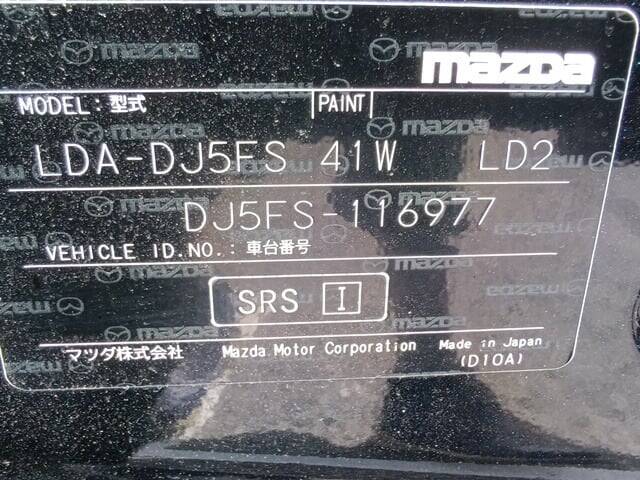 mazda
MODEL: 型式 PAINT
LDA-DJ5FS 41W LD2
DJ5FS-116977
VEHICLE ID.NO.: 車台番号
SRS I
マツダ株式会社 Mazda Motor Corporation Made in Japan
(D10A)